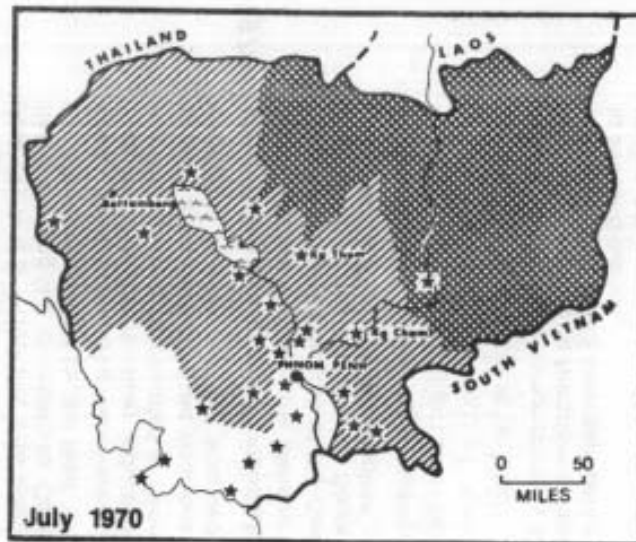 THAILAND
LAOS
Battambang
Kg Thom
Kg Cham
PHNOM PENH
SOUTH VIETNAM
0 50
MILES
July 1970